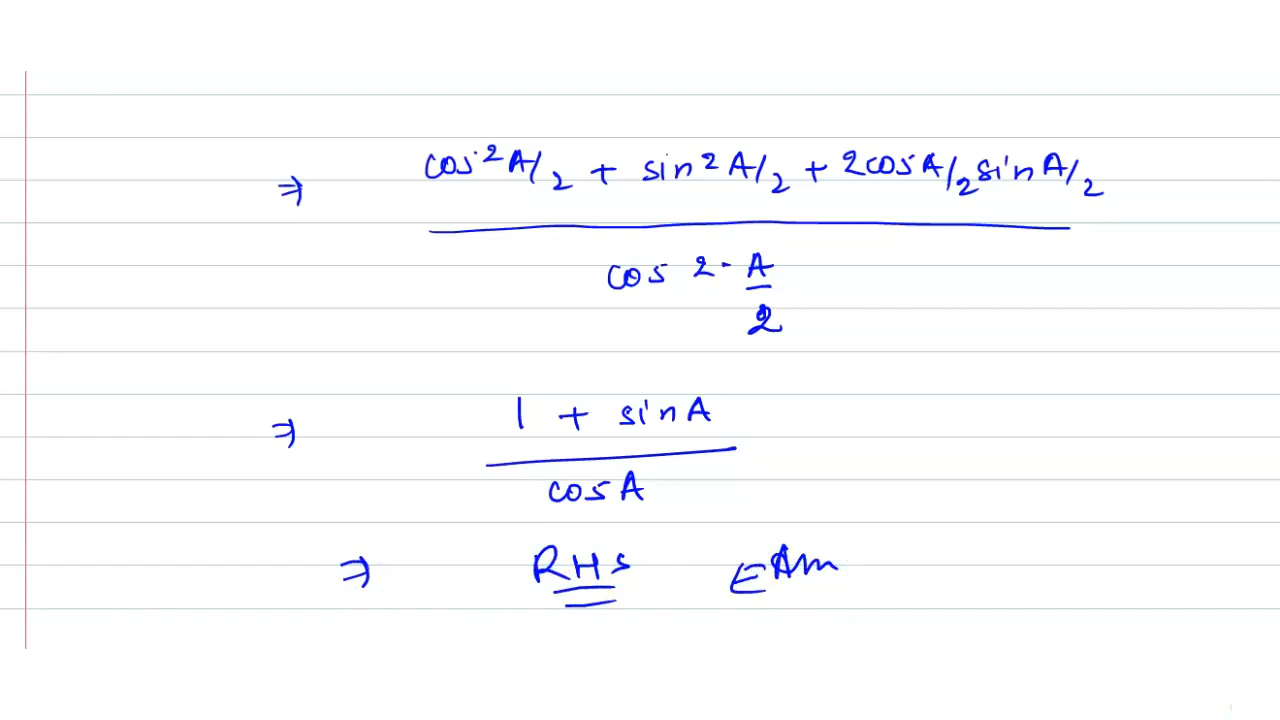 ⇒ cos²A/2 + sin²A/2 + 2cosA/2 sinA/2
cos 2·A
2
⇒ 1 + sinA
cosA
⇒ RHS